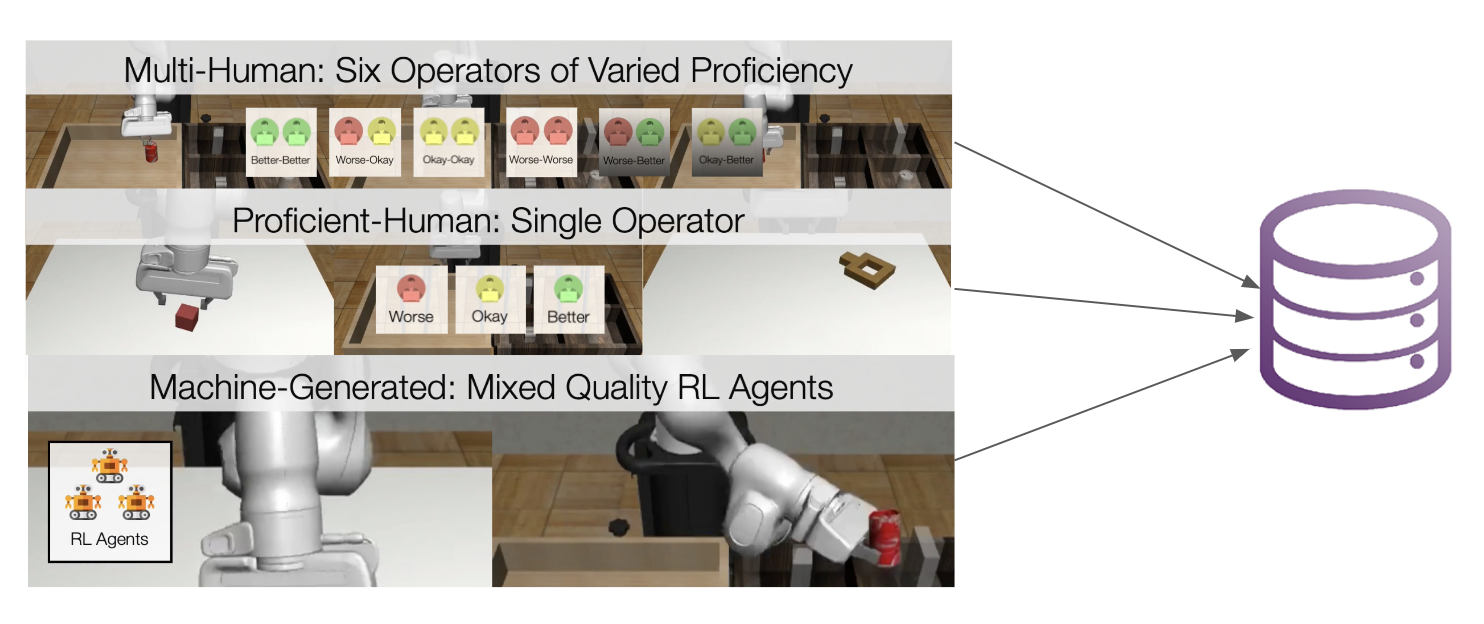 Multi-Human: Six Operators of Varied Proficiency
Better-Better
Worse-Okay
Okay-Okay
Worse-Worse
Worse-Better
Okay-Better
Proficient-Human: Single Operator
Worse
Okay
Better
Machine-Generated: Mixed Quality RL Agents
RL Agents